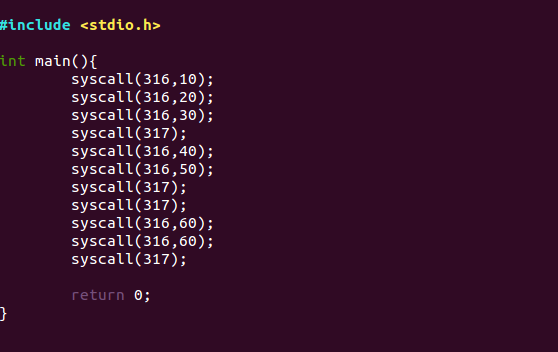 #include <stdio.h>
int main(){
syscall(316,10);
syscall(316,20);
syscall(316,30);
syscall(317);
syscall(316,40);
syscall(316,50);
syscall(317);
syscall(317);
syscall(316,60);
syscall(316,60);
syscall(317);
return 0;
}